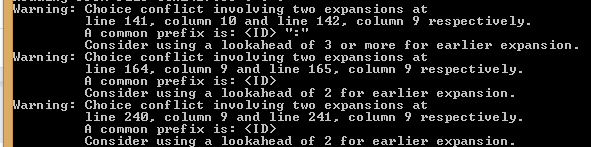 Warning: Choice conflict involving two expansions at
line 141, column 10 and line 142, column 9 respectively.
A common prefix is: <ID> ":"
Consider using a lookahead of 3 or more for earlier expansion.
Warning: Choice conflict involving two expansions at
line 164, column 9 and line 165, column 9 respectively.
A common prefix is: <ID>
Consider using a lookahead of 2 for earlier expansion.
Warning: Choice conflict involving two expansions at
line 240, column 9 and line 241, column 9 respectively.
A common prefix is: <ID>
Consider using a lookahead of 2 for earlier expansion.